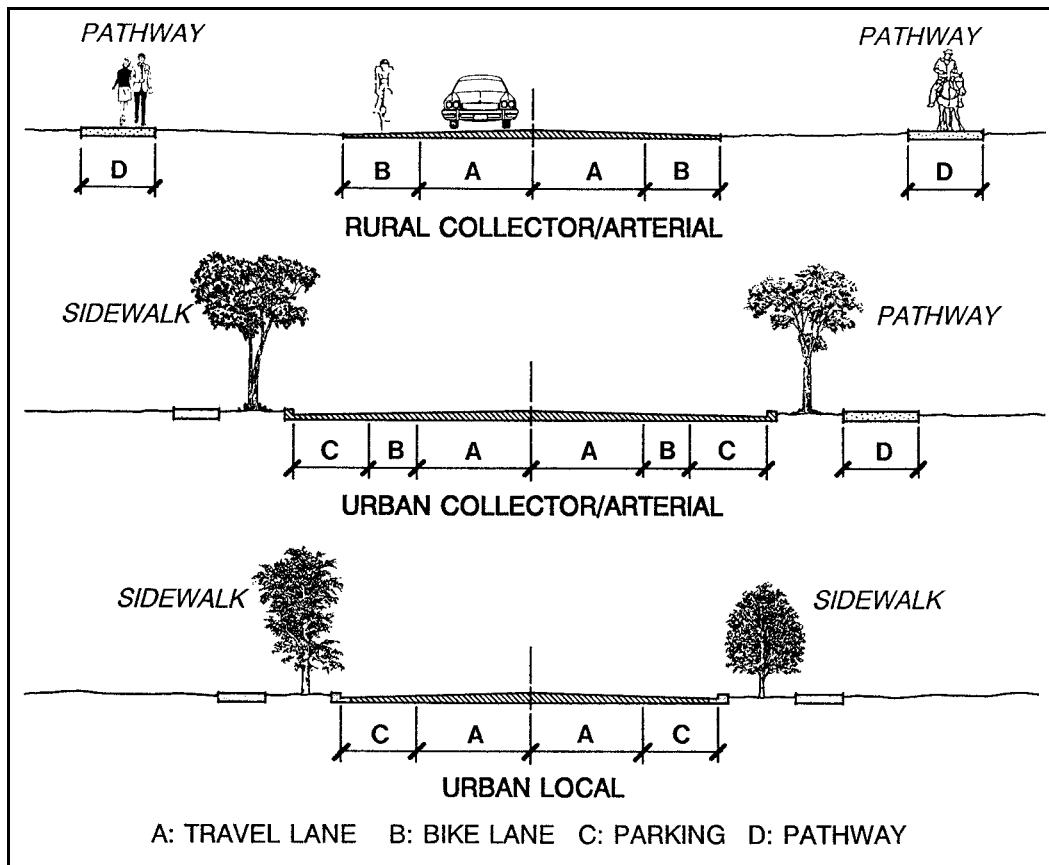 PATHWAY PATHWAY
D B A A B D
RURAL COLLECTOR/ARTERIAL
SIDEWALK PATHWAY
C B A A B C D
URBAN COLLECTOR/ARTERIAL
SIDEWALK SIDEWALK
C A A C
URBAN LOCAL
A: TRAVEL LANE B: BIKE LANE C: PARKING D: PATHWAY